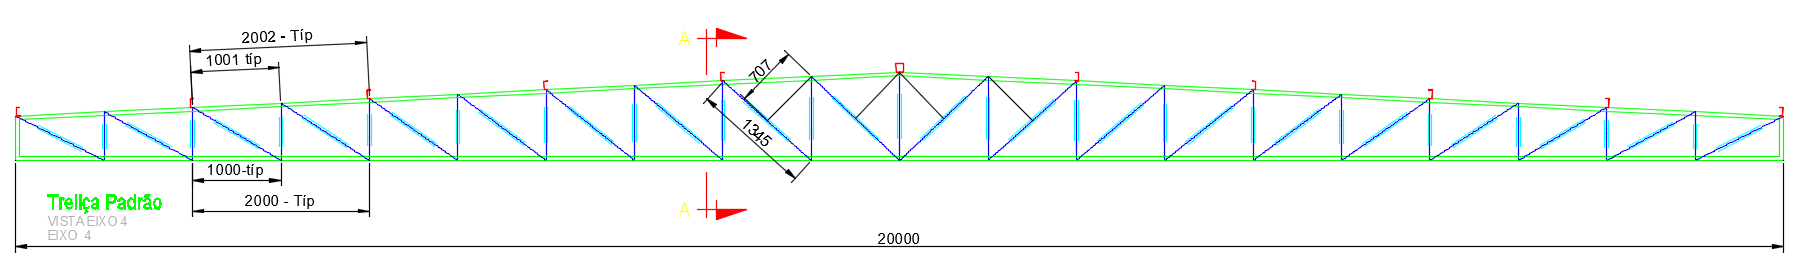 2002 - Típ
1001 típ
A
707
1345
1000-típ
2000 - Típ
A
Treliça Padrão
VISTA EIXO 4
EIXO 4
20000